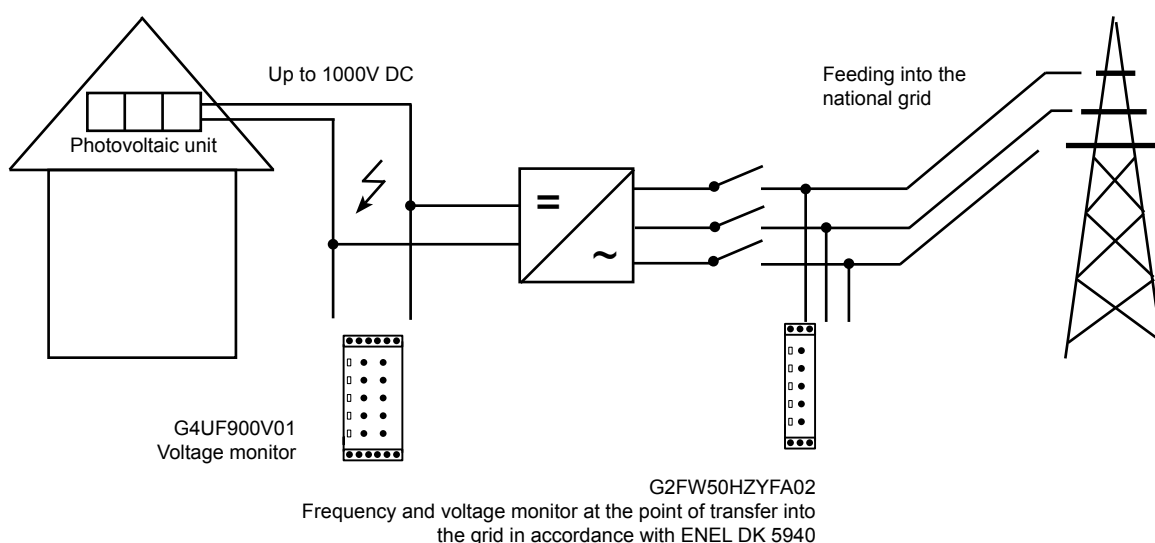 Up to 1000V DC
Feeding into the
national grid
Photovoltaic unit
=
~
G4UF900V01
Voltage monitor
G2FW50HZYFA02
Frequency and voltage monitor at the point of transfer into
the grid in accordance with ENEL DK 5940